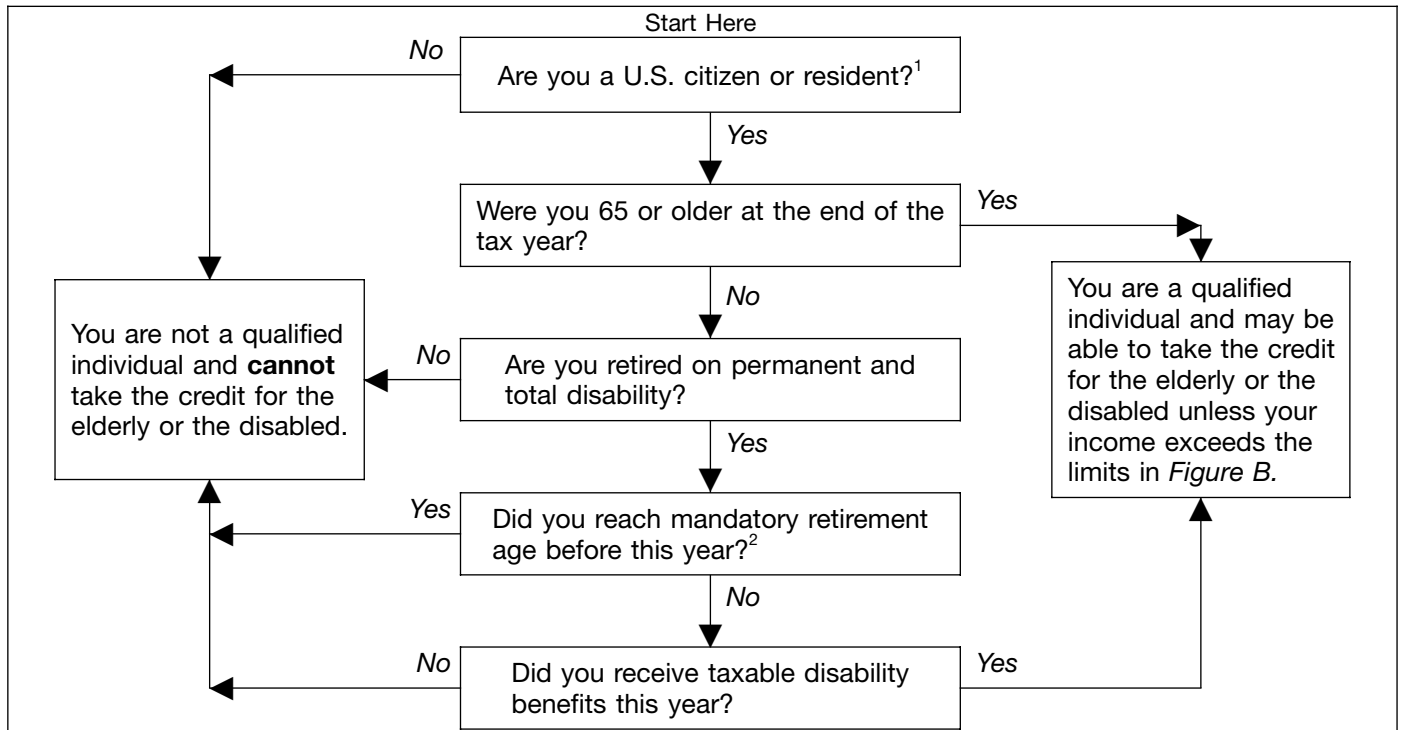 Start Here
No
Are you a U.S. citizen or resident?1
Yes
Were you 65 or older at the end of the
tax year?
Yes
No
You are not a qualified
individual and cannot
take the credit for the
elderly or the disabled.
No
Are you retired on permanent and
total disability?
You are a qualified
individual and may be
able to take the credit
for the elderly or the
disabled unless your
income exceeds the
limits in Figure B.
Yes
Yes
Did you reach mandatory retirement
age before this year?2
No
No
Did you receive taxable disability
benefits this year?
Yes